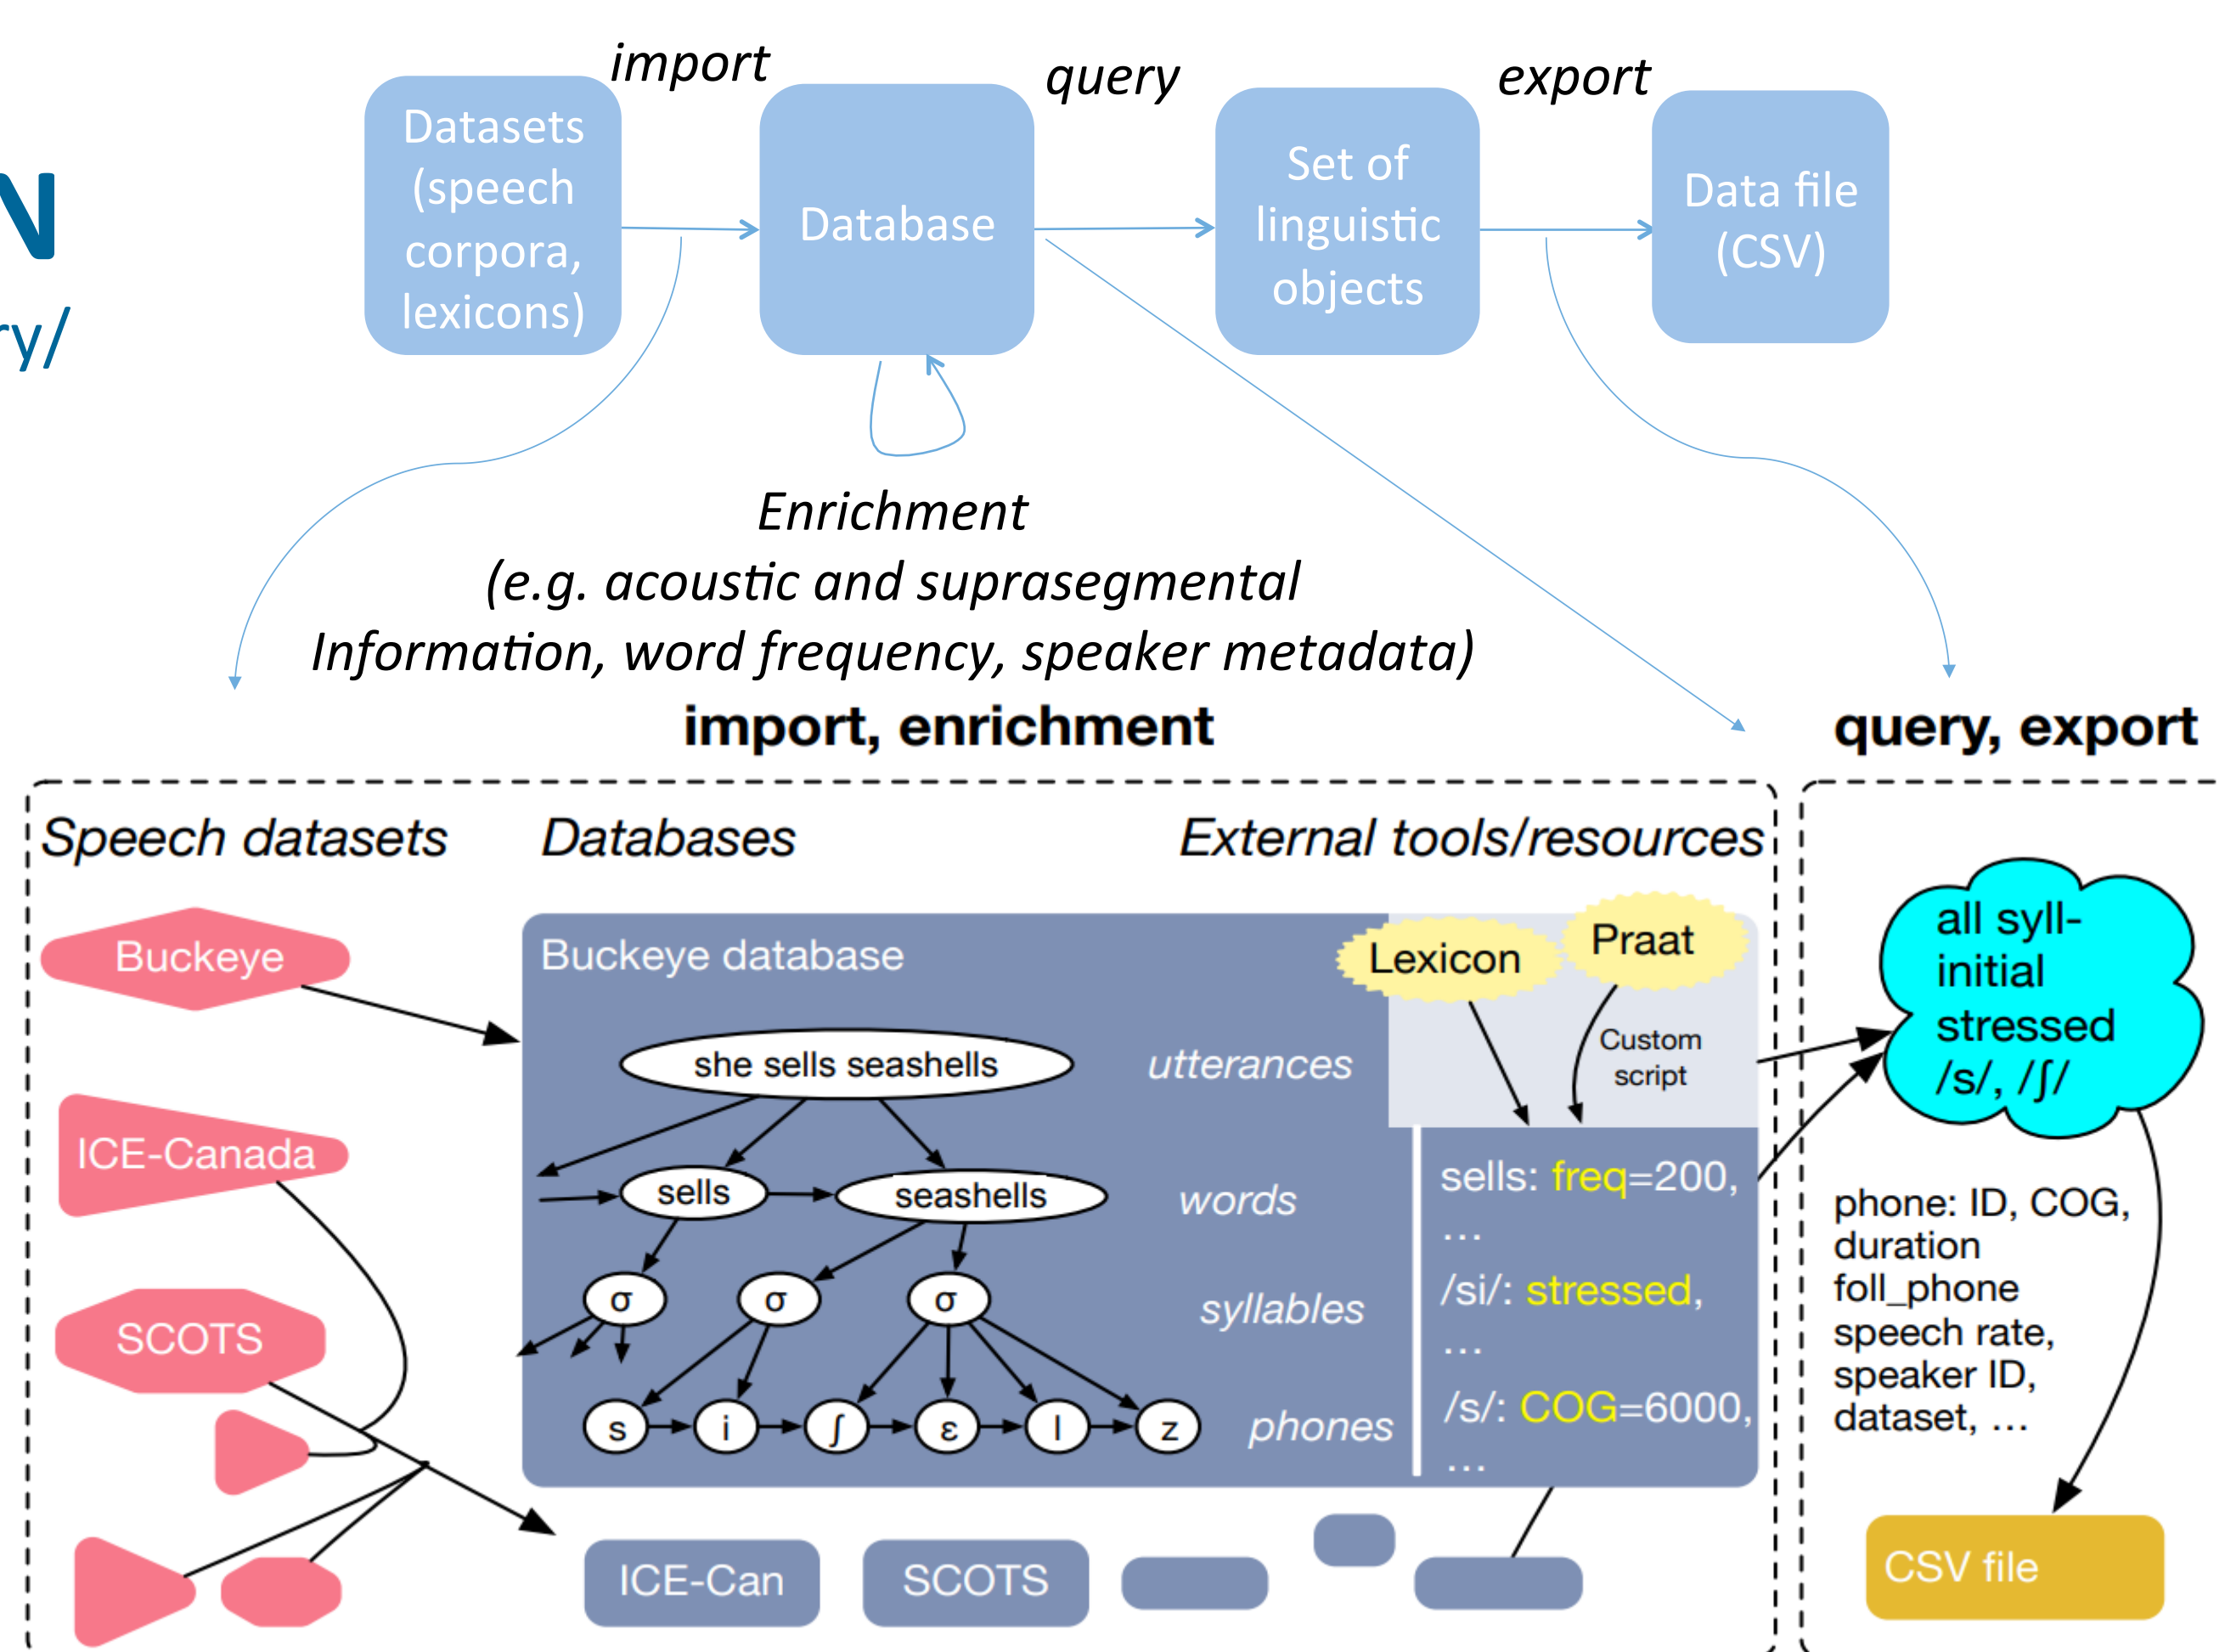 N
ry/
import
query
export
Datasets
(speech
corpora,
lexicons)
Database
Set of
linguistic
objects
Data file
(CSV)
Enrichment
(e.g. acoustic and suprasegmental
Information, word frequency, speaker metadata)
import, enrichment
query, export
Speech datasets
Databases
External tools/resources
Buckeye
ICE-Canada
SCOTS
Buckeye database
Lexicon
Praat
Custom
script
she sells seashells
utterances
sells
seashells
words
σ
σ
σ
syllables
s
i
ʃ
ɛ
l
z
phones
sells: freq=200,
...
/si/: stressed,
...
/s/: COG=6000,
...
ICE-Can
SCOTS
all syll-
initial
stressed
/s/, /ʃ/
phone: ID, COG,
duration
foll_phone
speech rate,
speaker ID,
dataset, ...
CSV file